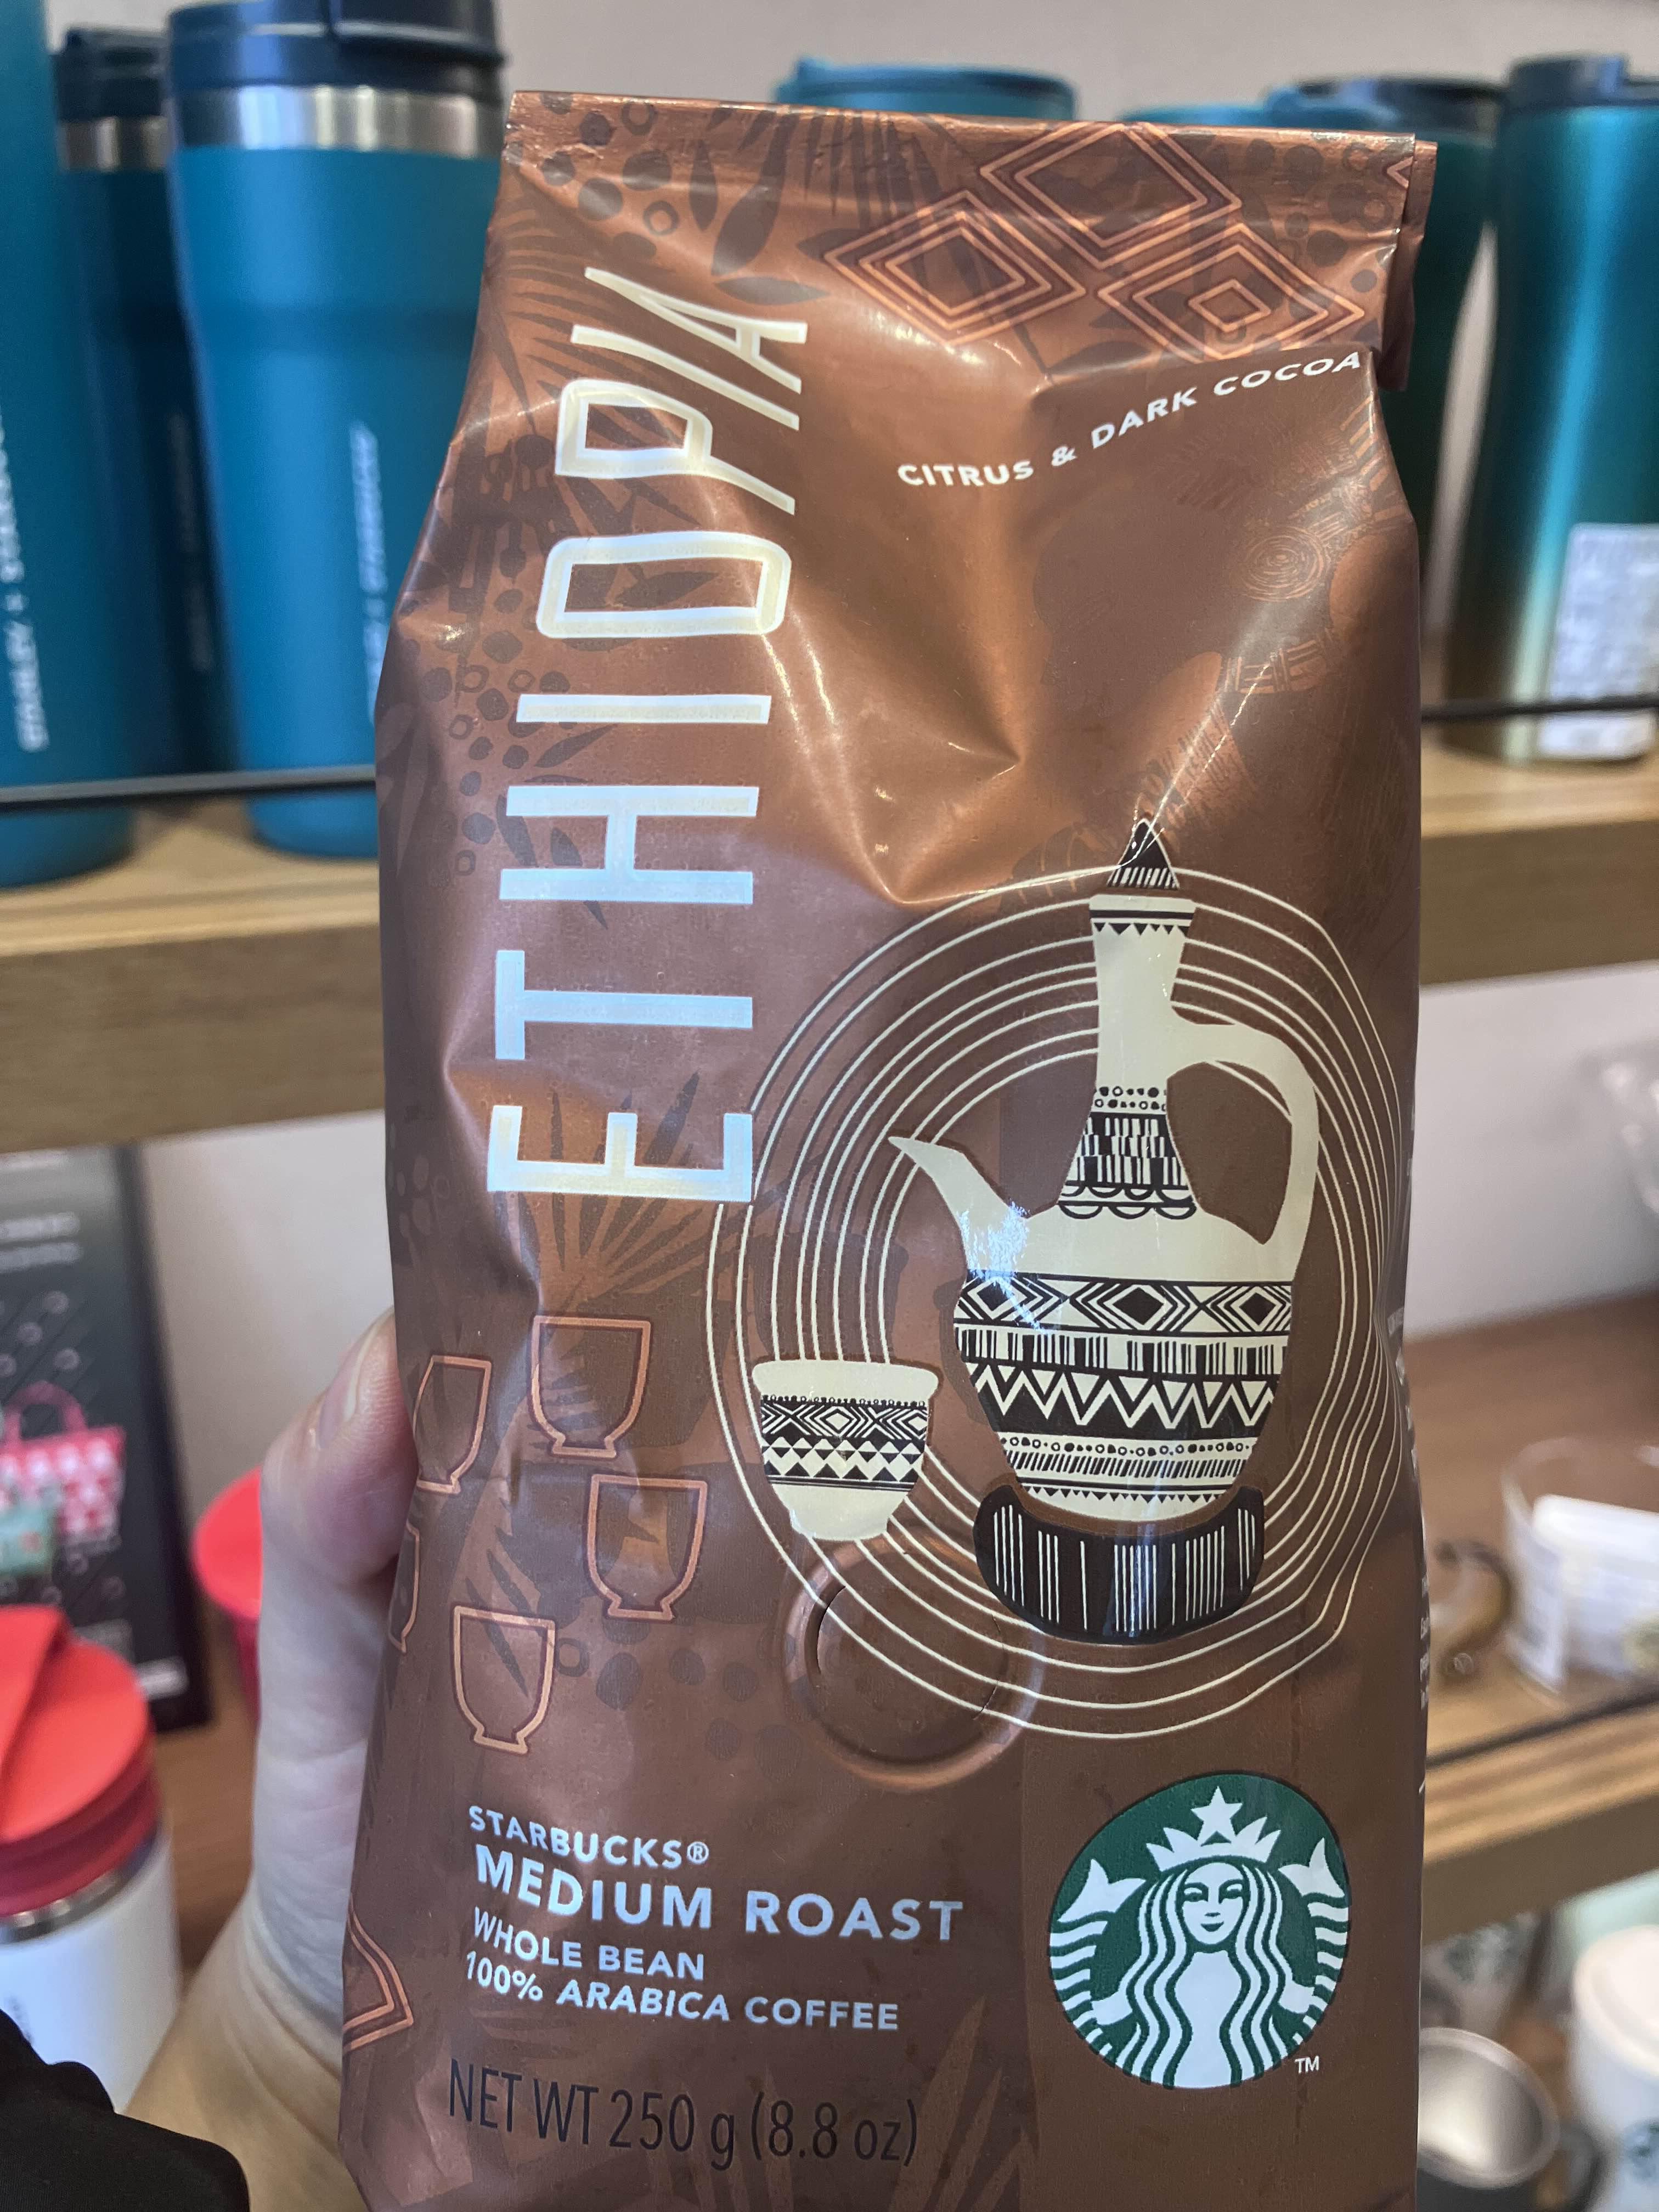 ETHIOPIA
CITRUS & DARK COCOA
STARBUCKS®
MEDIUM ROAST
WHOLE BEAN
100% ARABICA COFFEE
NET WT 250 g (8.8 oz)
TM